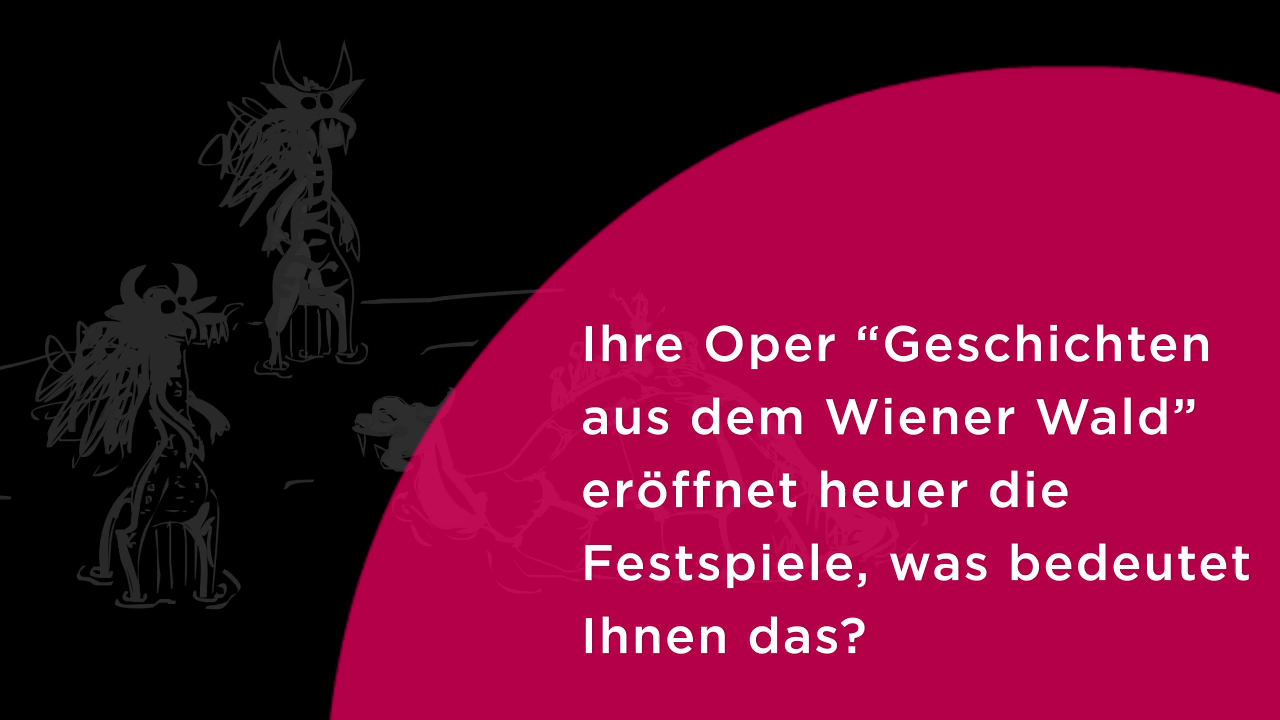 Ihre Oper “Geschichten
aus dem Wiener Wald”
eröffnet heuer die
Festspiele, was bedeutet
Ihnen das?